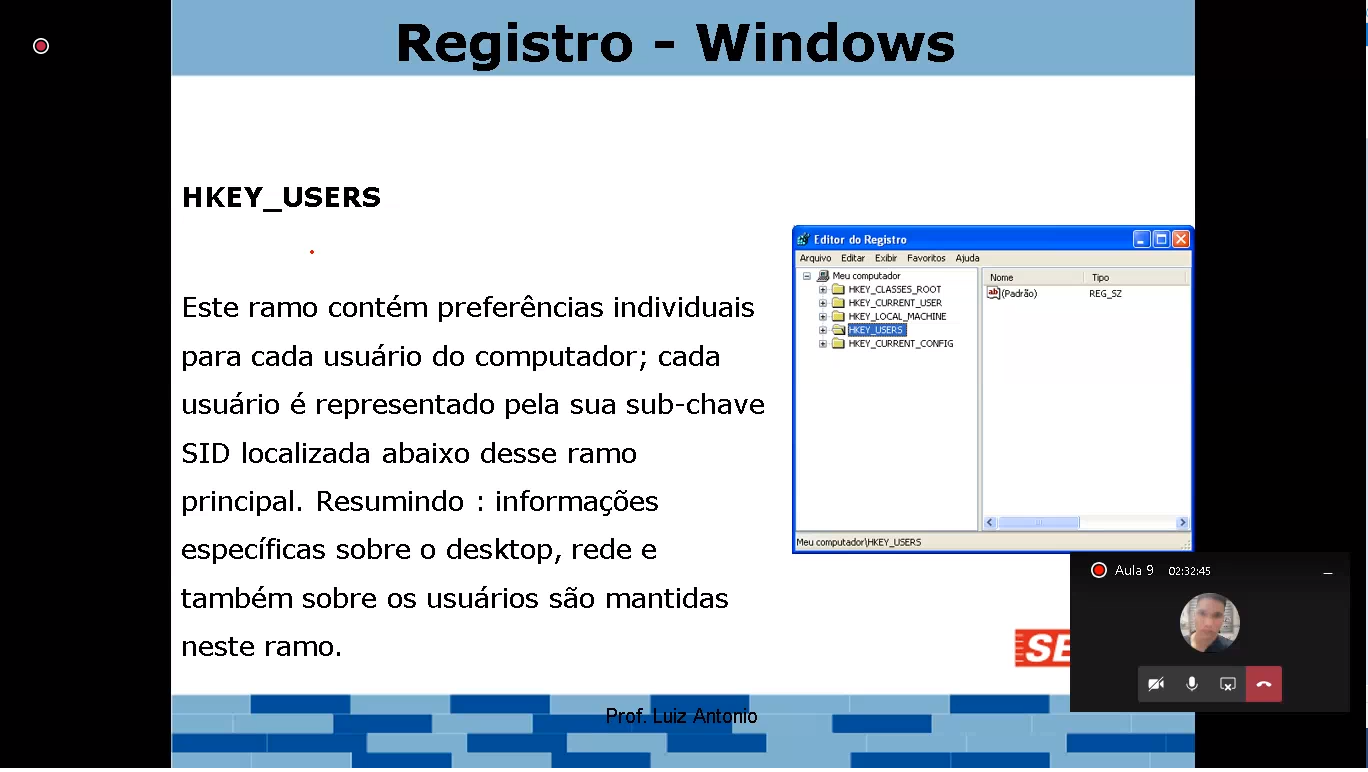 Registro - Windows
HKEY_USERS
Este ramo contém preferências individuais
para cada usuário do computador; cada
usuário é representado pela sua sub-chave
SID localizada abaixo desse ramo
principal. Resumindo : informações
específicas sobre o desktop, rede e
também sobre os usuários são mantidas
neste ramo.
Editor do Registro
Arquivo Editar Exibir Favoritos Ajuda
Meu computador
HKEY_CLASSES_ROOT
HKEY_CURRENT_USER
HKEY_LOCAL_MACHINE
HKEY_USERS
HKEY_CURRENT_CONFIG
Nome Tipo
ab (Padrão) REG_SZ
Meu computador\HKEY_USERS
Aula 9 02:32:45
SE
Prof. Luiz Antonio